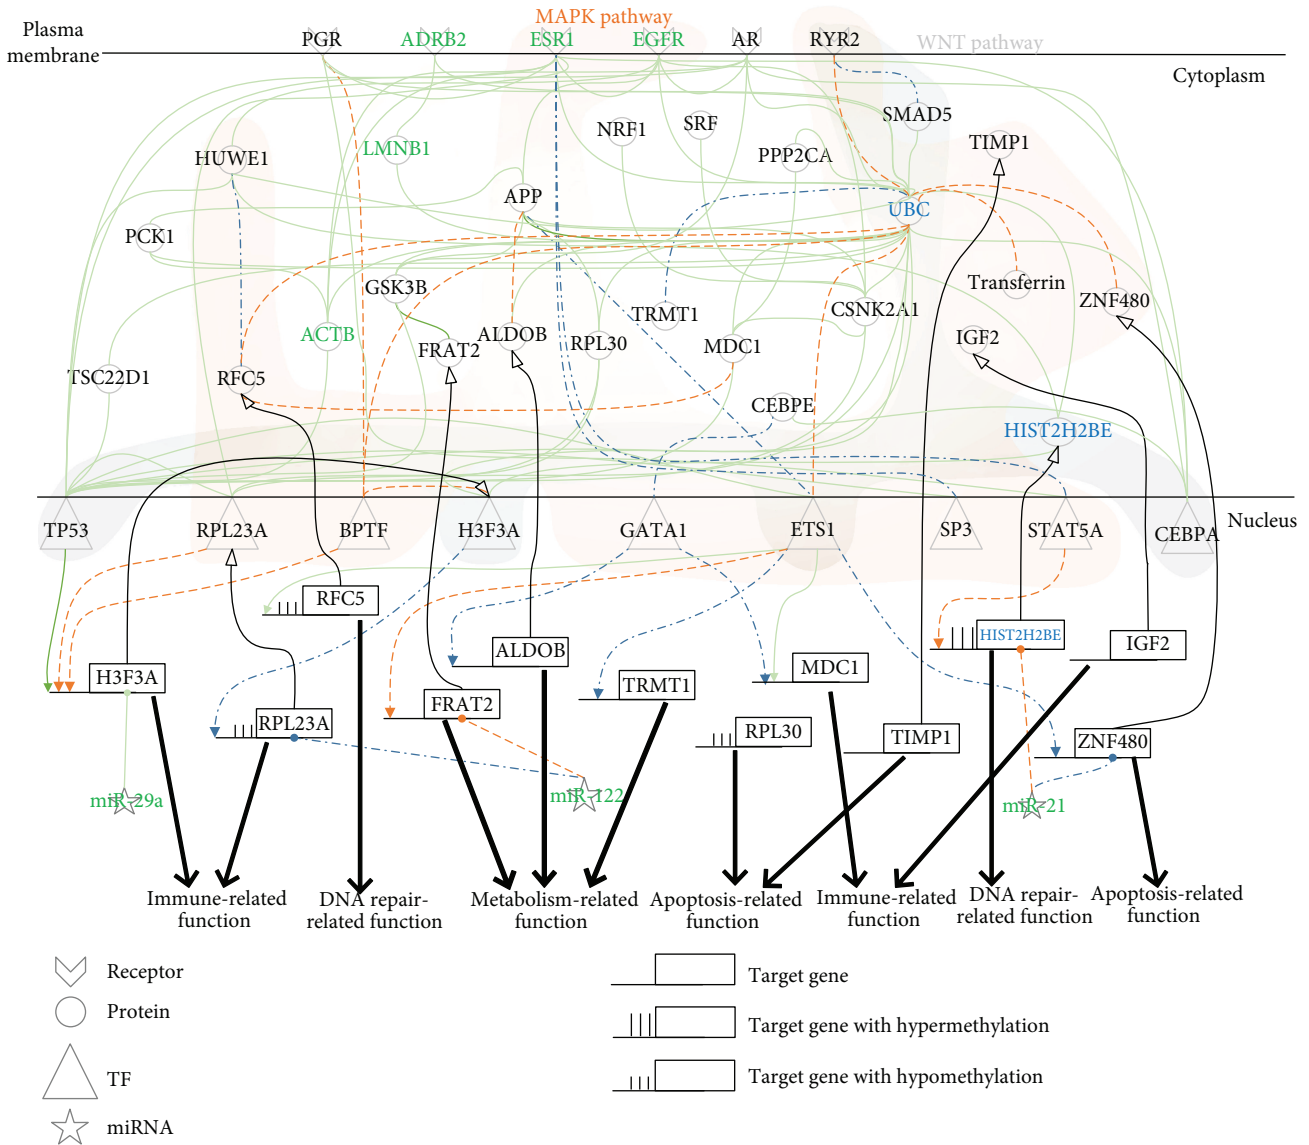 MAPK pathway
Plasma
membrane
PGR
ADRB2
ESR1
EGFR
AR
RYR2
WNT pathway
Cytoplasm
SMAD5
NRF1
SRF
TIMP1
HUWE1
LMNB1
PPP2CA
APP
UBC
PCK1
GSK3B
Transferrin
ZNF480
TRMT1
CSNK2A1
ACTB
FRAT2
ALDOB
RPL30
MDC1
IGF2
TSC22D1
RFC5
CEBPE
HIST2H2BE
TP53
RPL23A
BPTF
H3F3A
GATA1
ETS1
SP3
STAT5A
CEBPA
Nucleus
RFC5
HIST2H2BE
IGF2
ALDOB
MDC1
H3F3A
TRMT1
FRAT2
RPL23A
RPL30
TIMP1
ZNF480
miR-29a
miR-122
miR-21
Immune-related
function
DNA repair-
related function
Metabolism-related
function
Apoptosis-related
function
Immune-related
function
DNA repair-
related function
Apoptosis-related
function
Receptor
Protein
TF
miRNA
Target gene
Target gene with hypermethylation
Target gene with hypomethylation